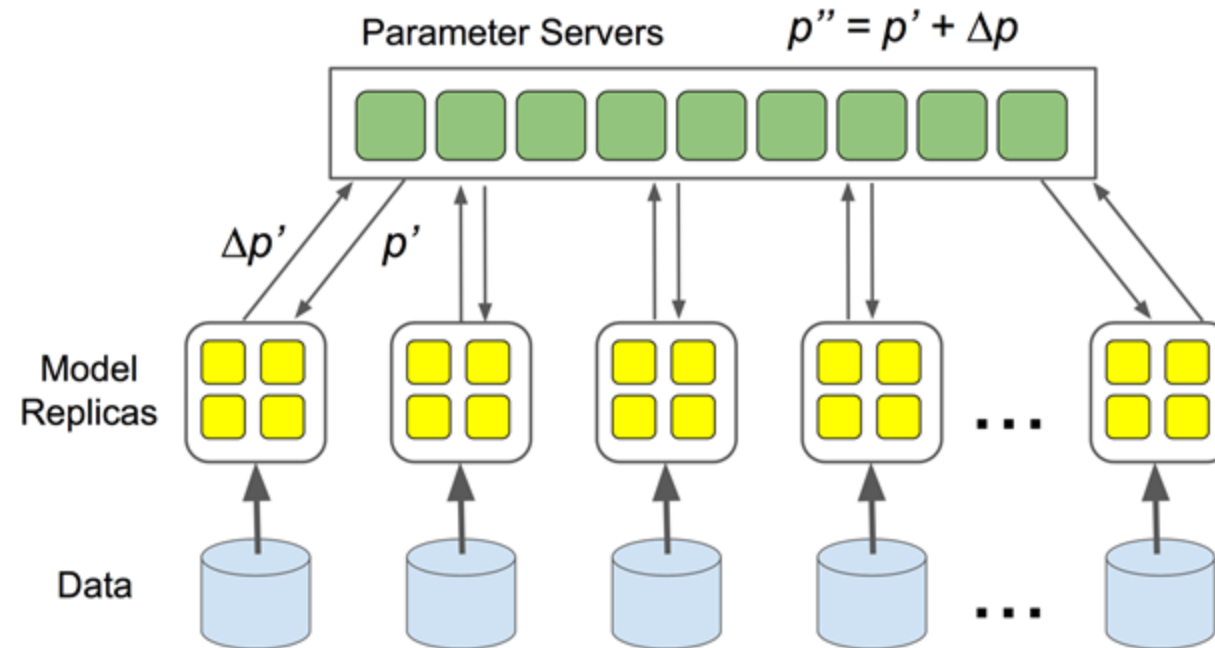 Parameter Servers
p’’ = p’ + Δp
Δp’
p’
Model
Replicas
...
Data
...